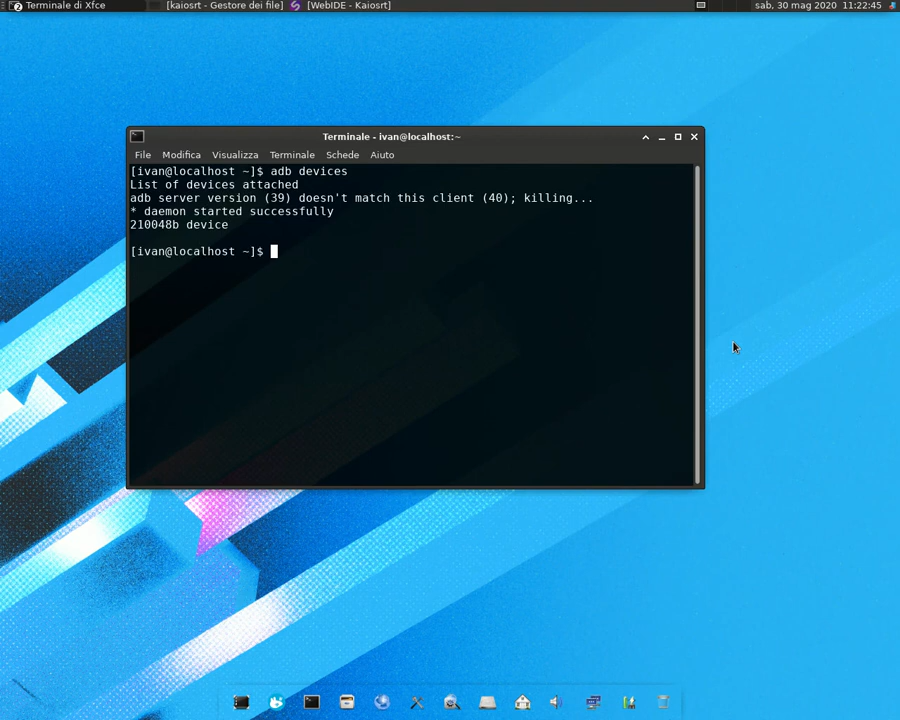 Terminale di Xfce
[kaiosrt - Gestore dei file]
[WebIDE - Kaiosrt]
sab, 30 mag 2020 11:22:45
Terminale - ivan@localhost:~
File Modifica Visualizza Terminale Schede Aiuto
[ivan@localhost ~]$ adb devices
List of devices attached
adb server version (39) doesn't match this client (40); killing...
* daemon started successfully
210048b device
[ivan@localhost ~]$